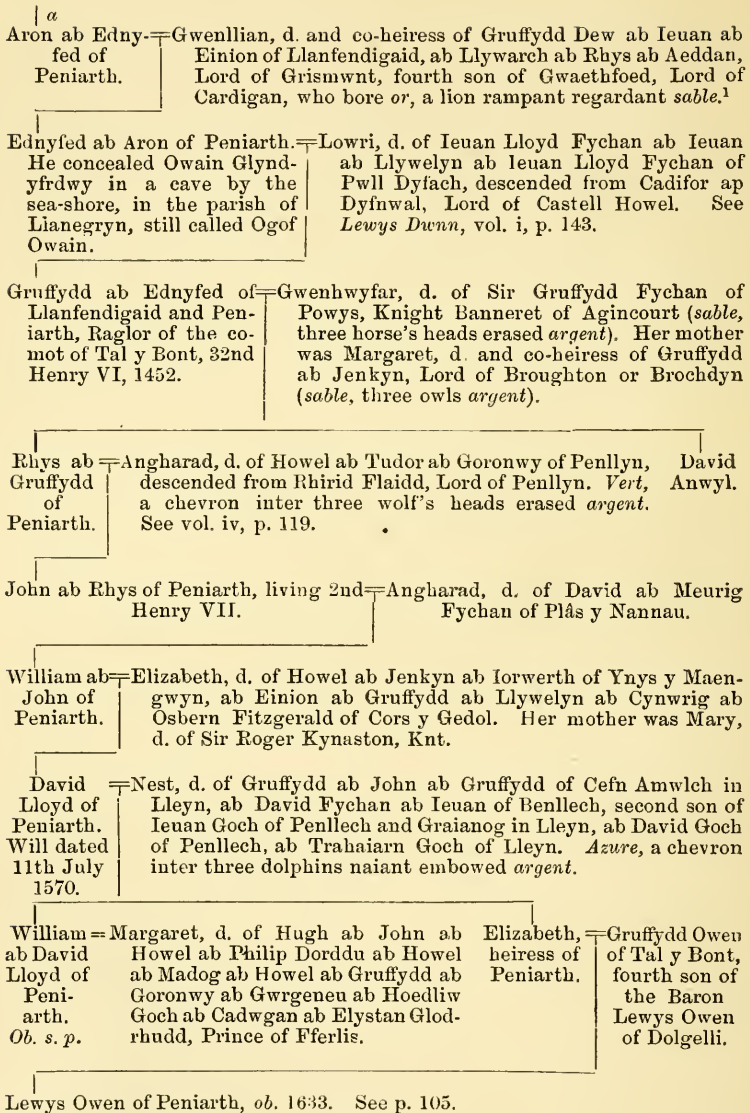 a
Aron ab Edny-
fed of
Peniarth.
Gwenllian, d. and co-heiress of Gruffydd Dew ab Ieuan ab
Einion of Llanfendigaid, ab Llywarch ab Rhys ab Aeddan,
Lord of Grismwnt, fourth son of Gwaethfoed, Lord of
Cardigan, who bore or, a lion rampant regardant sable.¹
Ednyfed ab Aron of Peniarth.
He concealed Owain Glynd-
yfrdwy in a cave by the
sea-shore, in the parish of
Llanegryn, still called Ogof
Owain.
Lowri, d. of Ieuan Lloyd Fychan ab Ieuan
ab Llywelyn ab Ieuan Lloyd Fychan of
Pwll Dyfach, descended from Cadifor ap
Dyfnwal, Lord of Castell Howel. See
Lewys Dwnn, vol. i, p. 143.
Gruffydd ab Ednyfed of
Llanfendigaid and Pen-
iarth, Raglor of the co-
mot of Tal y Bont, 32nd
Henry VI, 1452.
Gwenhwyfar, d. of Sir Gruffydd Fychan of
Powys, Knight Banneret of Agincourt (sable,
three horse's heads erased argent). Her mother
was Margaret, d. and co-heiress of Gruffydd
ab Jenkyn, Lord of Broughton or Brochdyn
(sable, three owls argent).
Rhys ab
Gruffydd
of
Peniarth.
Angharad, d. of Howel ab Tudor ab Goronwy of Penllyn,
descended from Rhirid Flaidd, Lord of Penllyn. Vert,
a chevron inter three wolf's heads erased argent.
See vol. iv, p. 119.
David
Anwyl.
John ab Rhys of Peniarth, living 2nd
Henry VII.
Angharad, d. of David ab Meurig
Fychan of Plâs y Nannau.
William ab
John of
Peniarth.
Elizabeth, d. of Howel ab Jenkyn ab Iorwerth of Ynys y Maen-
gwyn, ab Einion ab Gruffydd ab Llywelyn ab Cynwrig ab
Osbern Fitzgerald of Cors y Gedol. Her mother was Mary,
d. of Sir Roger Kynaston, Knt.
David
Lloyd of
Peniarth.
Will dated
11th July
1570.
Nest, d. of Gruffydd ab John ab Gruffydd of Cefn Amwlch in
Lleyn, ab David Fychan ab Ieuan of Benllech, second son of
Ieuan Goch of Penllech and Graianog in Lleyn, ab David Goch
of Penllech, ab Trahaiarn Goch of Lleyn. Azure, a chevron
inter three dolphins naiant embowed argent.
William
ab David
Lloyd of
Peni-
arth.
Ob. s. p.
= Margaret, d. of Hugh ab John ab
Howel ab Philip Dorddu ab Howel
ab Madog ab Howel ab Gruffydd ab
Goronwy ab Gwrgeneu ab Hoedliw
Goch ab Cadwgan ab Elystan Glod-
rhudd, Prince of Fferlis.
Elizabeth,
heiress of
Peniarth.
Gruffydd Owen
of Tal y Bont,
fourth son of
the Baron
Lewys Owen
of Dolgelli.
Lewys Owen of Peniarth, ob. 1633. See p. 105.